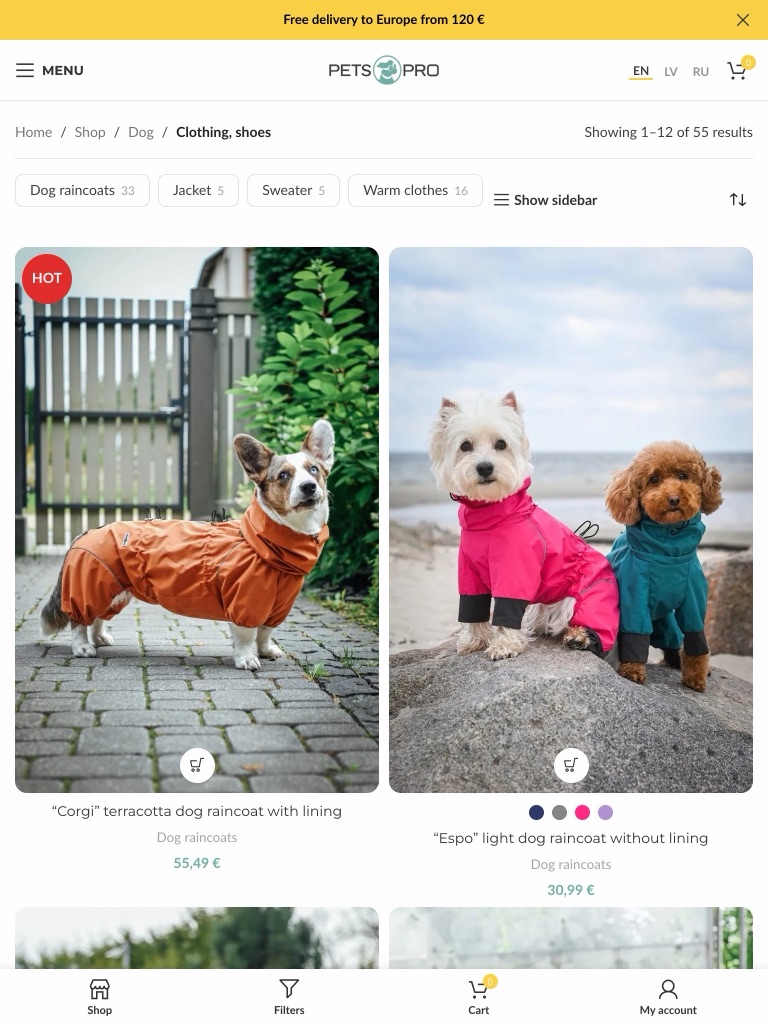 Free delivery to Europe from 120 €
MENU
PETS PRO
EN LV RU
0
Home / Shop / Dog / Clothing, shoes
Showing 1–12 of 55 results
Dog raincoats 33
Jacket 5
Sweater 5
Warm clothes 16
Show sidebar
HOT
“Corgi” terracotta dog raincoat with lining
Dog raincoats
55,49 €
“Espo” light dog raincoat without lining
Dog raincoats
30,99 €
Shop
Filters
0
Cart
My account